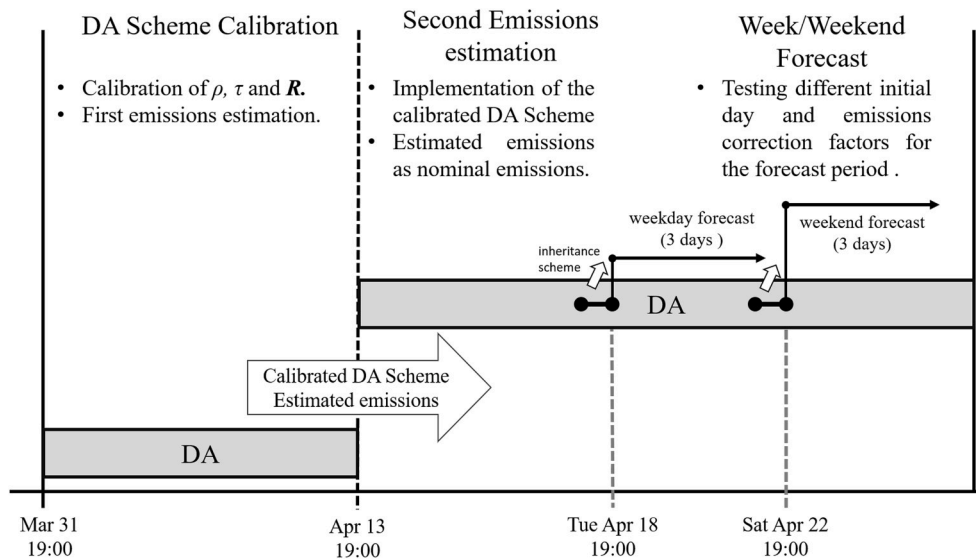 DA Scheme Calibration
• Calibration of ρ, τ and R.
• First emissions estimation.
Second Emissions
estimation
• Implementation of the
calibrated DA Scheme
• Estimated emissions
as nominal emissions.
Week/Weekend
Forecast
• Testing different initial
day and emissions
correction factors for
the forecast period .
weekday forecast
(3 days )
weekend forecast
(3 days)
inheritance
scheme
DA
Calibrated DA Scheme
Estimated emissions
DA
Mar 31
19:00
Apr 13
19:00
Tue Apr 18
19:00
Sat Apr 22
19:00